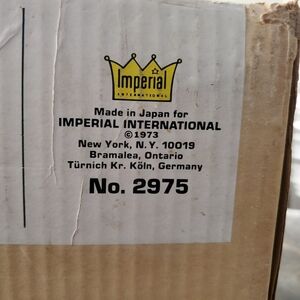 Imperial
INTERNATIONAL
Made in Japan for
IMPERIAL INTERNATIONAL
©1973
New York, N.Y. 10019
Bramalea, Ontario
Türnich Kr. Köln, Germany
No. 2975